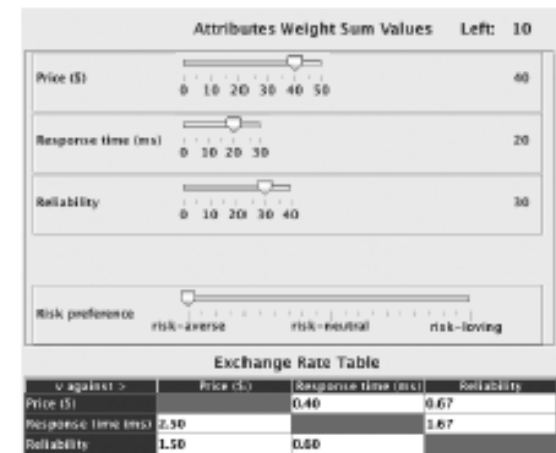 Attributes Weight Sum Values Left: 10
Price ($) 40
0 10 20 30 40 50
Response time (ms) 20
0 10 20 30
Reliability 30
0 10 20 30 40
Risk preference
risk-averse risk-neutral risk-loving
Exchange Rate Table
v against > Price ($) Response time (ms) Reliability
Price ($) 0.40 0.67
Response time (ms) 2.50 1.67
Reliability 1.50 0.60